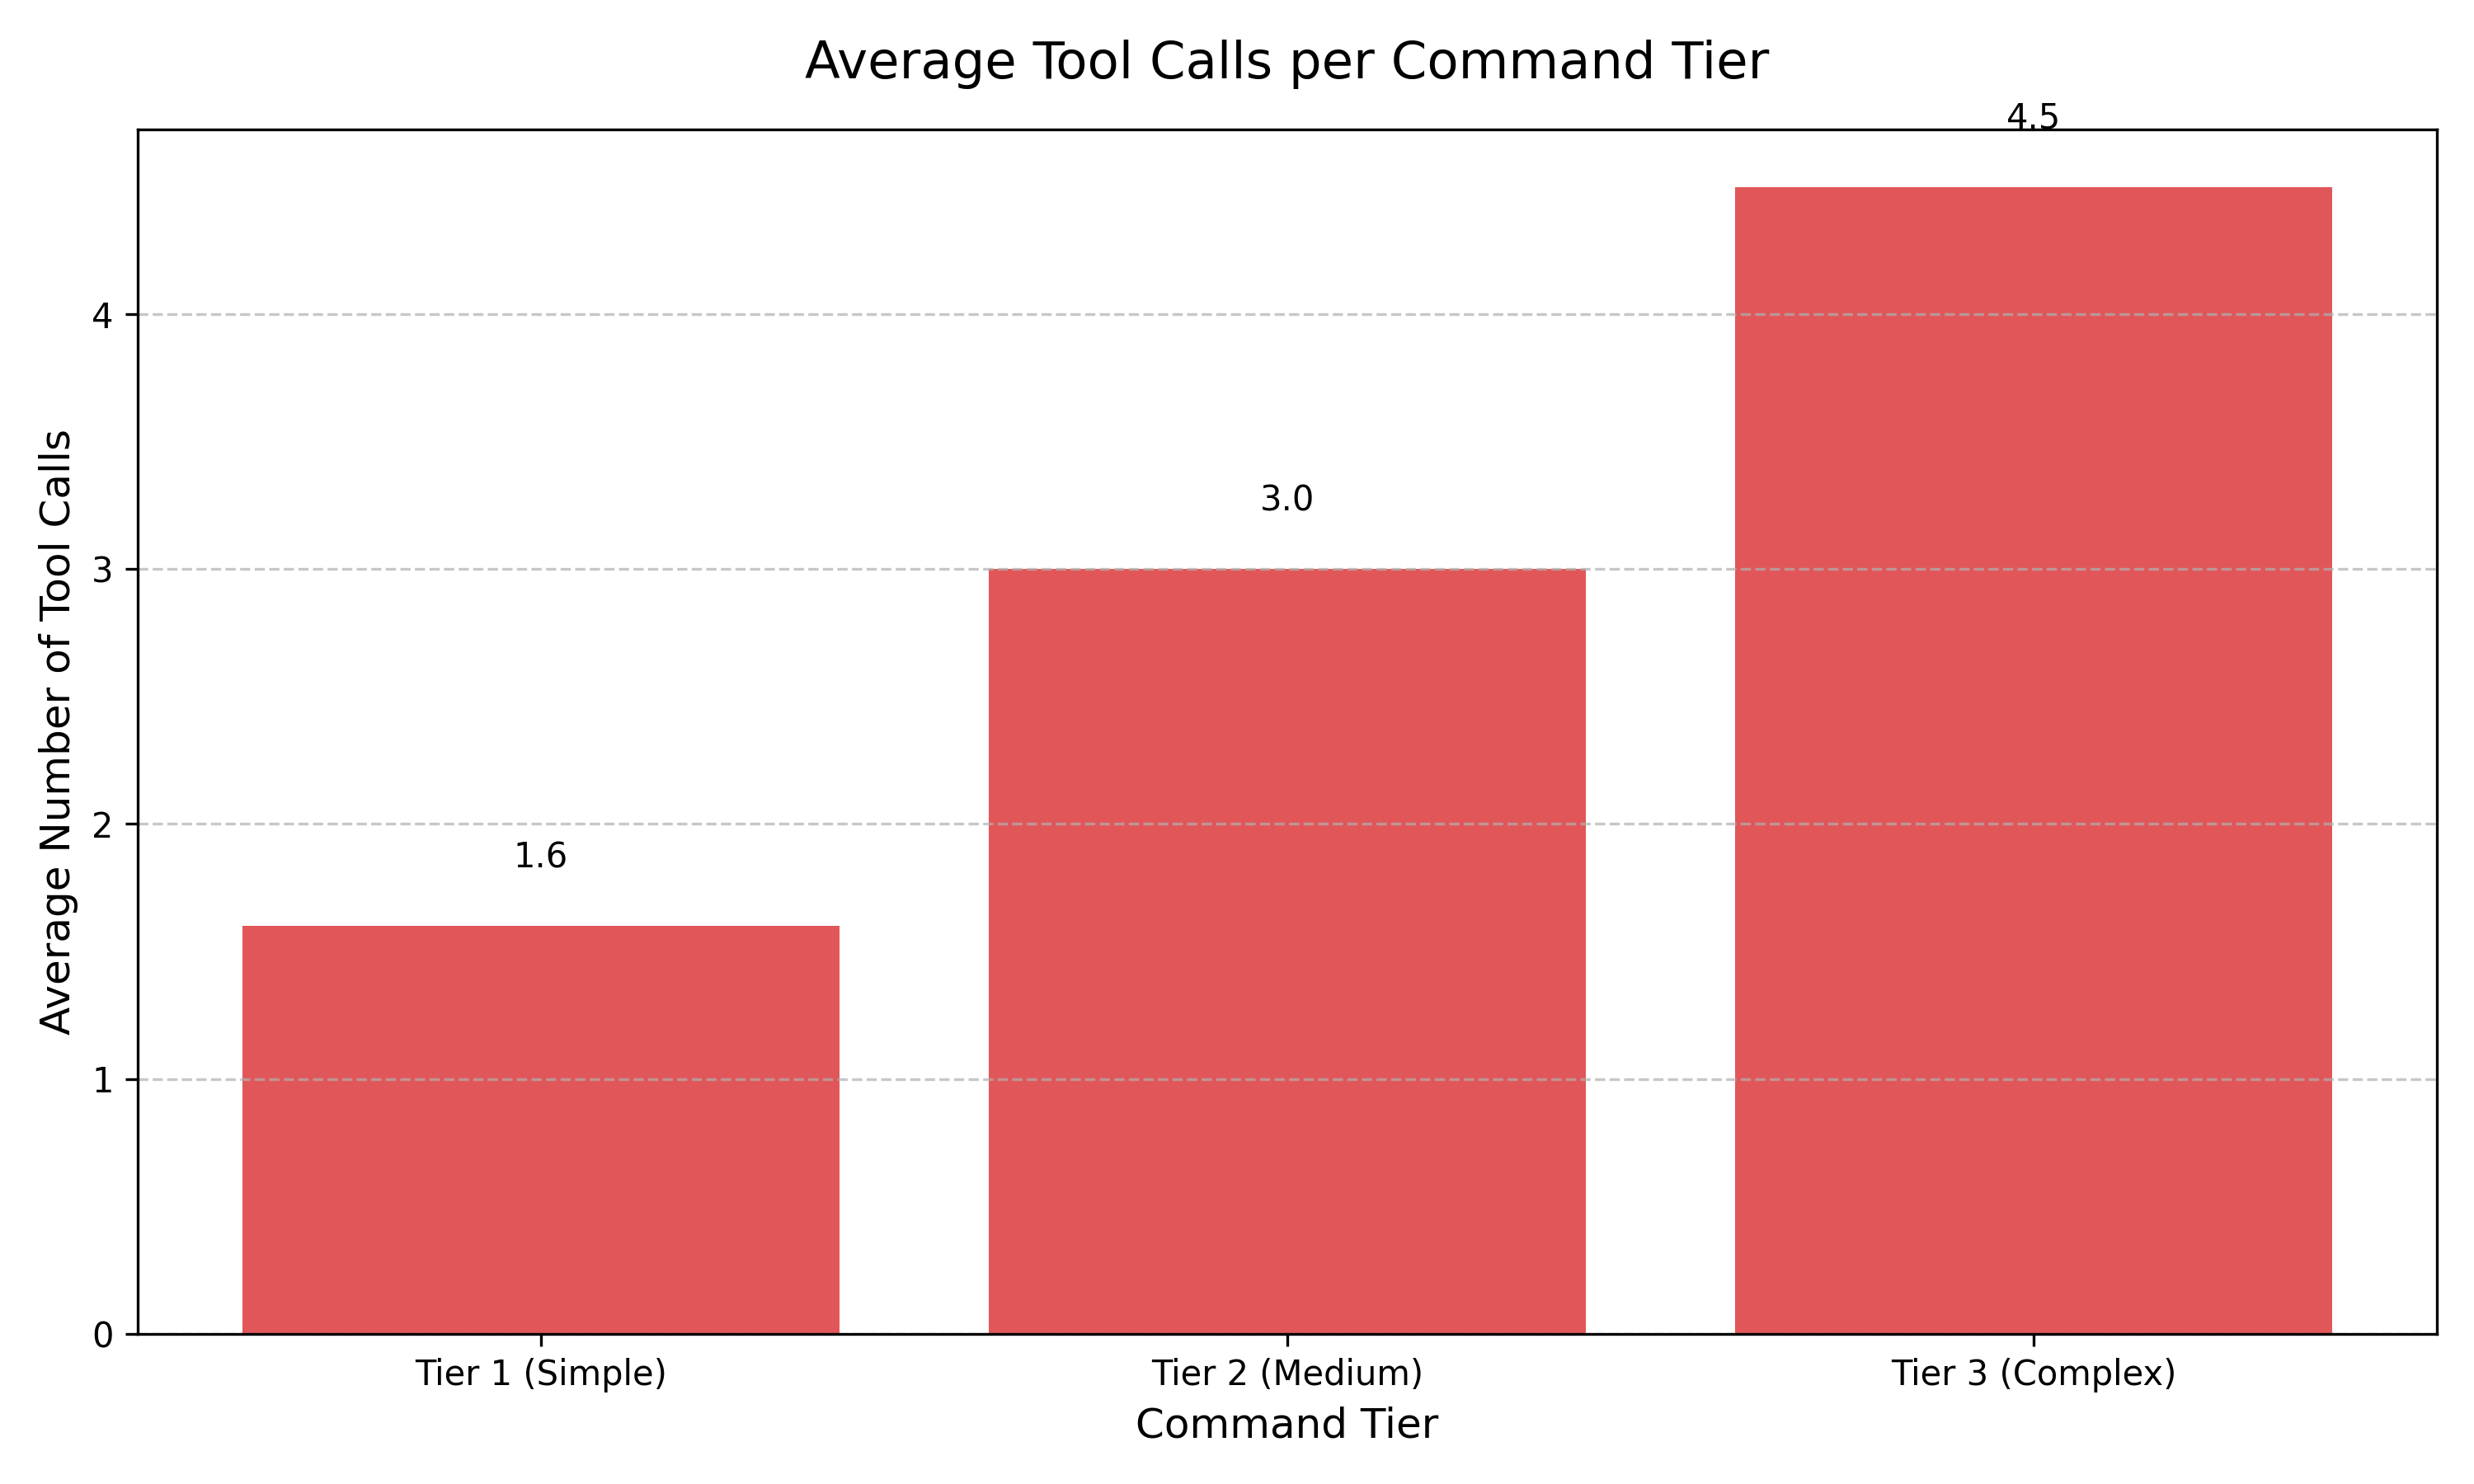 Average Tool Calls per Command Tier
4.5
4
3.0
3
2
1.6
1
0
Average Number of Tool Calls
Tier 1 (Simple)
Tier 2 (Medium)
Tier 3 (Complex)
Command Tier